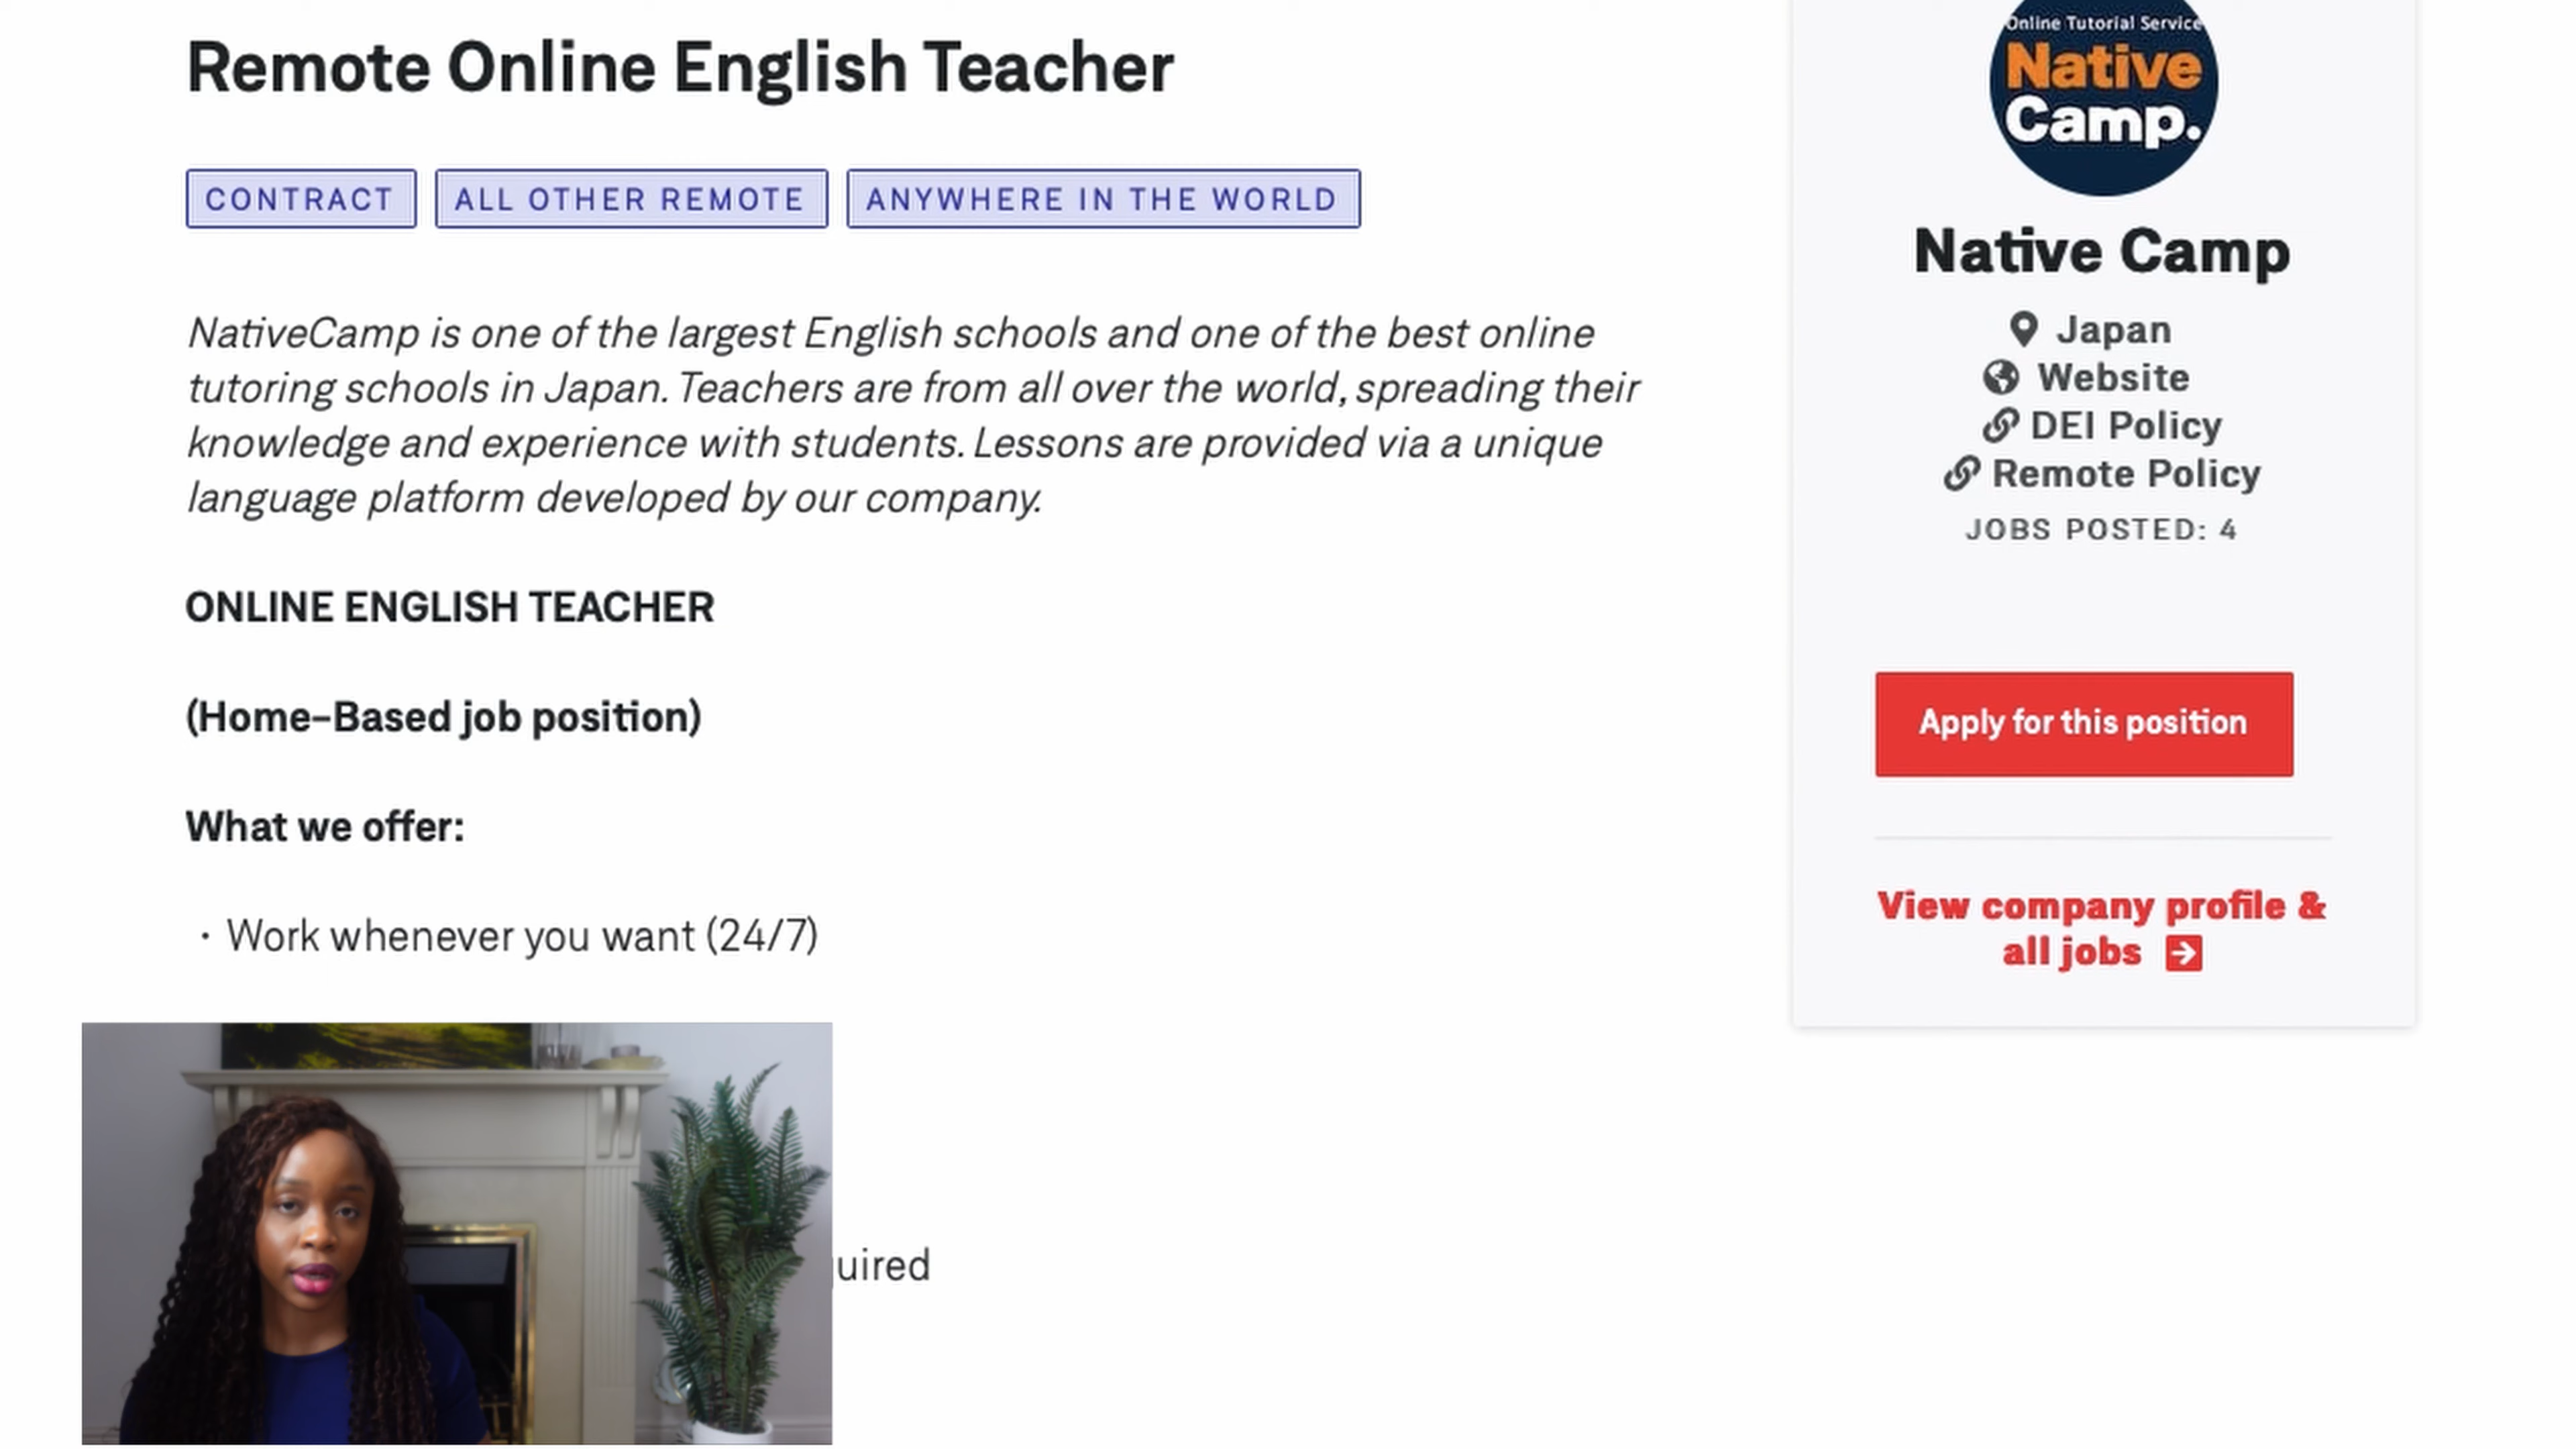 Remote Online English Teacher
CONTRACT
ALL OTHER REMOTE
ANYWHERE IN THE WORLD
NativeCamp is one of the largest English schools and one of the best online
tutoring schools in Japan. Teachers are from all over the world, spreading their
knowledge and experience with students. Lessons are provided via a unique
language platform developed by our company.
ONLINE ENGLISH TEACHER
(Home-Based job position)
What we offer:
· Work whenever you want (24/7)
Online Tutorial Service
Native
Camp.
Native Camp
Japan
Website
DEI Policy
Remote Policy
JOBS POSTED: 4
Apply for this position
View company profile &
all jobs